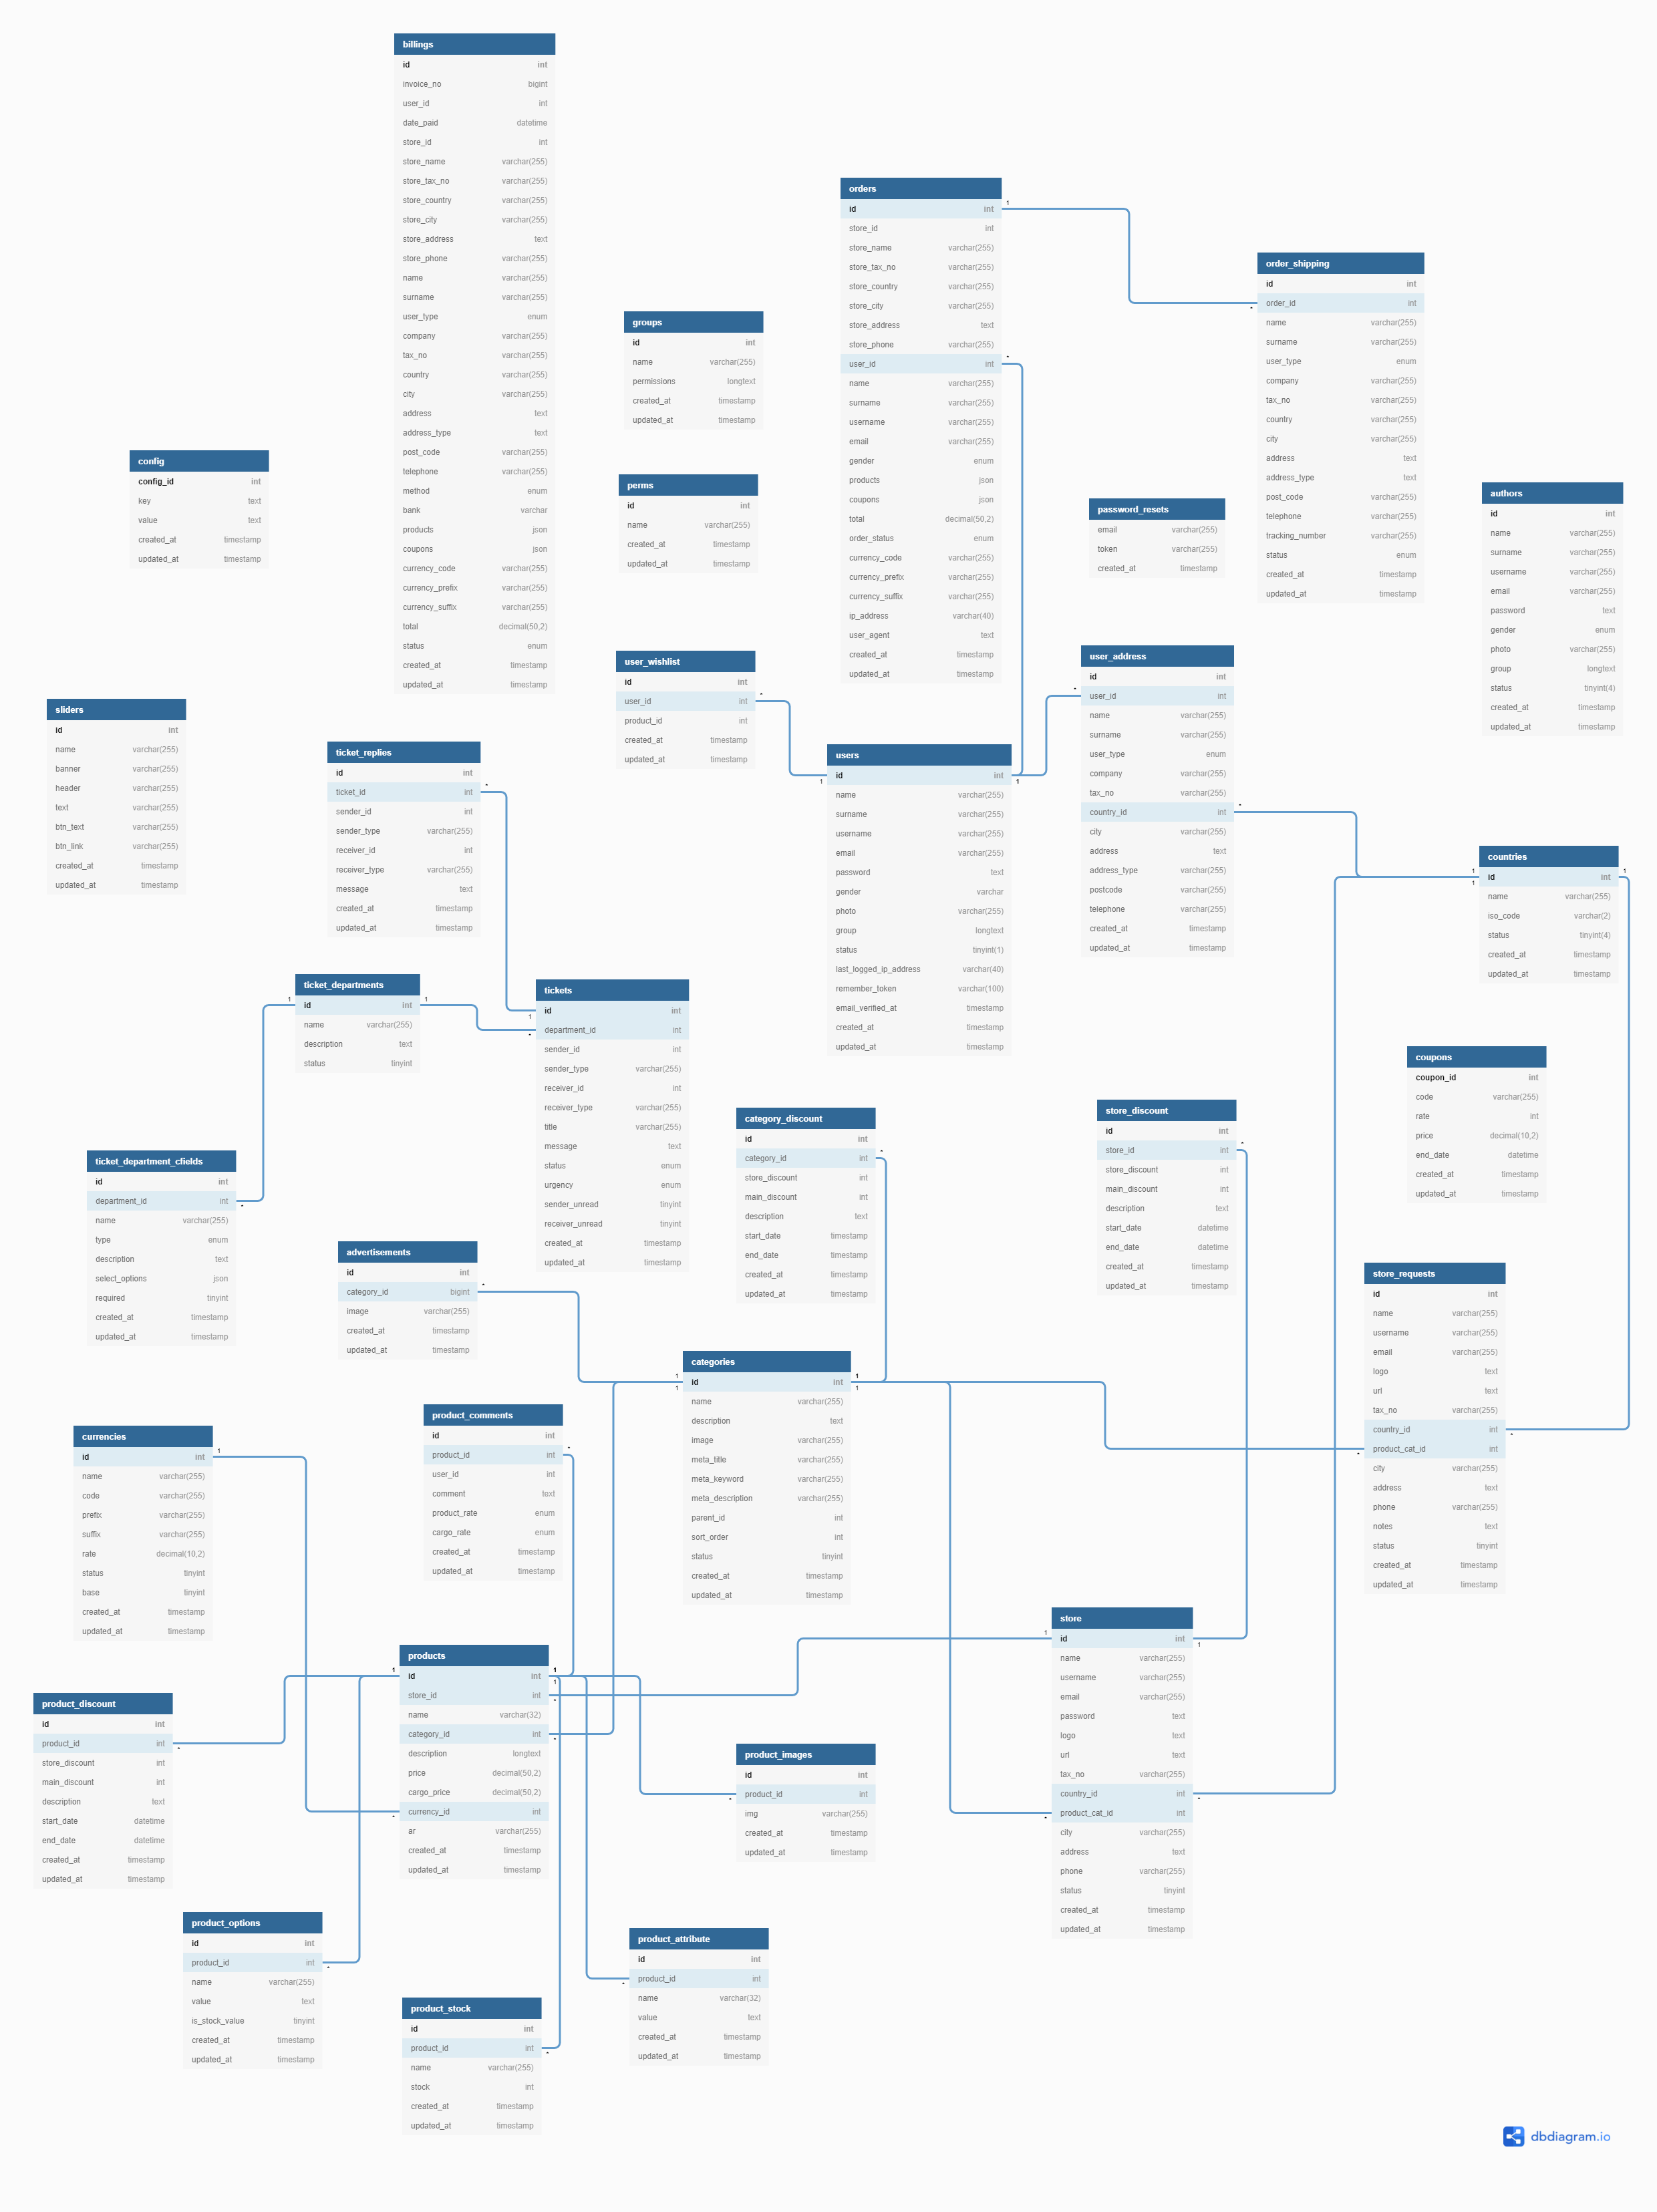 billings
id int
invoice_no bigint
user_id int
date_paid datetime
store_id int
store_name varchar(255)
store_tax_no varchar(255)
store_country varchar(255)
store_city varchar(255)
store_address text
store_phone varchar(255)
name varchar(255)
surname varchar(255)
user_type enum
company varchar(255)
tax_no varchar(255)
country varchar(255)
city varchar(255)
address text
address_type text
post_code varchar(255)
telephone varchar(255)
method enum
bank varchar
products json
coupons json
currency_code varchar(255)
currency_prefix varchar(255)
currency_suffix varchar(255)
total decimal(50,2)
status enum
created_at timestamp
updated_at timestamp
orders
id int
store_id int
store_name varchar(255)
store_tax_no varchar(255)
store_country varchar(255)
store_city varchar(255)
store_address text
store_phone varchar(255)
user_id int
name varchar(255)
surname varchar(255)
username varchar(255)
email varchar(255)
gender enum
products json
coupons json
total decimal(50,2)
order_status enum
currency_code varchar(255)
currency_prefix varchar(255)
currency_suffix varchar(255)
ip_address varchar(40)
user_agent text
created_at timestamp
updated_at timestamp
order_shipping
id int
order_id int
name varchar(255)
surname varchar(255)
user_type enum
company varchar(255)
tax_no varchar(255)
country varchar(255)
city varchar(255)
address text
address_type text
post_code varchar(255)
telephone varchar(255)
tracking_number varchar(255)
status enum
created_at timestamp
updated_at timestamp
groups
id int
name varchar(255)
permissions longtext
created_at timestamp
updated_at timestamp
config
config_id int
key text
value text
created_at timestamp
updated_at timestamp
perms
id int
name varchar(255)
created_at timestamp
updated_at timestamp
password_resets
email varchar(255)
token varchar(255)
created_at timestamp
authors
id int
name varchar(255)
surname varchar(255)
username varchar(255)
email varchar(255)
password text
gender enum
photo varchar(255)
group longtext
status tinyint(4)
created_at timestamp
updated_at timestamp
user_wishlist
id int
user_id int
product_id int
created_at timestamp
updated_at timestamp
user_address
id int
user_id int
name varchar(255)
surname varchar(255)
user_type enum
company varchar(255)
tax_no varchar(255)
country_id int
city varchar(255)
address text
address_type varchar(255)
postcode varchar(255)
telephone varchar(255)
created_at timestamp
updated_at timestamp
sliders
id int
name varchar(255)
banner varchar(255)
header varchar(255)
text varchar(255)
btn_text varchar(255)
btn_link varchar(255)
created_at timestamp
updated_at timestamp
ticket_replies
id int
ticket_id int
sender_id int
sender_type varchar(255)
receiver_id int
receiver_type varchar(255)
message text
created_at timestamp
updated_at timestamp
users
id int
name varchar(255)
surname varchar(255)
username varchar(255)
email varchar(255)
password text
gender varchar
photo varchar(255)
group longtext
status tinyint(1)
last_logged_ip_address varchar(40)
remember_token varchar(100)
email_verified_at timestamp
created_at timestamp
updated_at timestamp
countries
id int
name varchar(255)
iso_code varchar(2)
status tinyint(4)
created_at timestamp
updated_at timestamp
ticket_departments
id int
name varchar(255)
description text
status tinyint
tickets
id int
department_id int
sender_id int
sender_type varchar(255)
receiver_id int
receiver_type varchar(255)
title varchar(255)
message text
status enum
urgency enum
sender_unread tinyint
receiver_unread tinyint
created_at timestamp
updated_at timestamp
coupons
coupon_id int
code varchar(255)
rate int
price decimal(10,2)
end_date datetime
created_at timestamp
updated_at timestamp
category_discount
id int
category_id int
store_discount int
main_discount int
description text
start_date timestamp
end_date timestamp
created_at timestamp
updated_at timestamp
store_discount
id int
store_id int
store_discount int
main_discount int
description text
start_date datetime
end_date datetime
created_at timestamp
updated_at timestamp
ticket_department_cfields
id int
department_id int
name varchar(255)
type enum
description text
select_options json
required tinyint
created_at timestamp
updated_at timestamp
advertisements
id int
category_id bigint
image varchar(255)
created_at timestamp
updated_at timestamp
store_requests
id int
name varchar(255)
username varchar(255)
email varchar(255)
logo text
url text
tax_no varchar(255)
country_id int
product_cat_id int
city varchar(255)
address text
phone varchar(255)
notes text
status tinyint
created_at timestamp
updated_at timestamp
categories
id int
name varchar(255)
description text
image varchar(255)
meta_title varchar(255)
meta_keyword varchar(255)
meta_description varchar(255)
parent_id int
sort_order int
status tinyint
created_at timestamp
updated_at timestamp
product_comments
id int
product_id int
user_id int
comment text
product_rate enum
cargo_rate enum
created_at timestamp
updated_at timestamp
currencies
id int
name varchar(255)
code varchar(255)
prefix varchar(255)
suffix varchar(255)
rate decimal(10,2)
status tinyint
base tinyint
created_at timestamp
updated_at timestamp
store
id int
name varchar(255)
username varchar(255)
email varchar(255)
password text
logo text
url text
tax_no varchar(255)
country_id int
product_cat_id int
city varchar(255)
address text
phone varchar(255)
status tinyint
created_at timestamp
updated_at timestamp
products
id int
store_id int
name varchar(32)
category_id int
description longtext
price decimal(50,2)
cargo_price decimal(50,2)
currency_id int
ar varchar(255)
created_at timestamp
updated_at timestamp
product_discount
id int
product_id int
store_discount int
main_discount int
description text
start_date datetime
end_date datetime
created_at timestamp
updated_at timestamp
product_images
id int
product_id int
img varchar(255)
created_at timestamp
updated_at timestamp
product_options
id int
product_id int
name varchar(255)
value text
is_stock_value tinyint
created_at timestamp
updated_at timestamp
product_attribute
id int
product_id int
name varchar(32)
value text
created_at timestamp
updated_at timestamp
product_stock
id int
product_id int
name varchar(255)
stock int
created_at timestamp
updated_at timestamp
dbdiagram.io